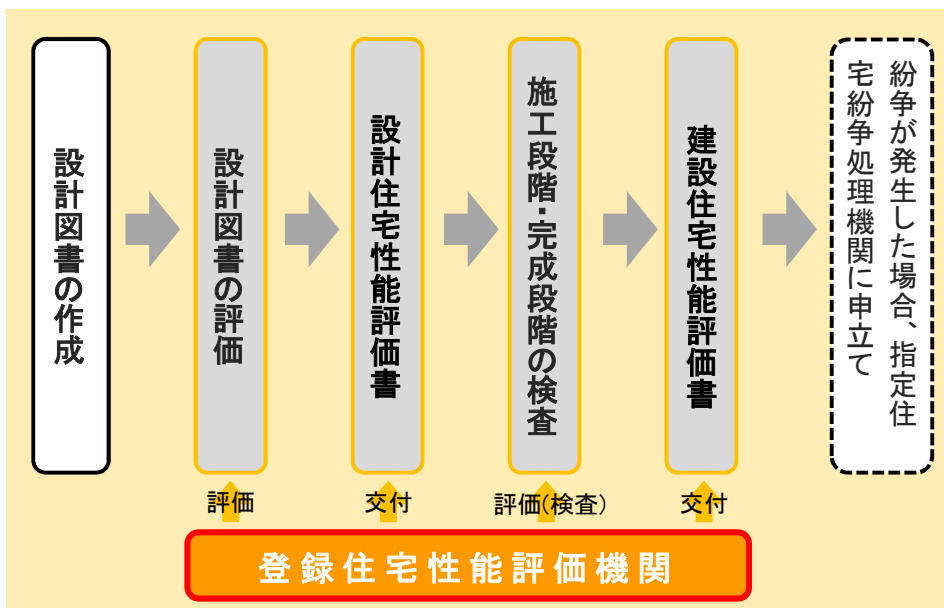 設計図書の作成
設計図書の評価
設計住宅性能評価書
施工段階・完成段階の検査
建設住宅性能評価書
紛争が発生した場合、指定住
宅紛争処理機関に申立て
評価
交付
評価(検査)
交付
登録住宅性能評価機関